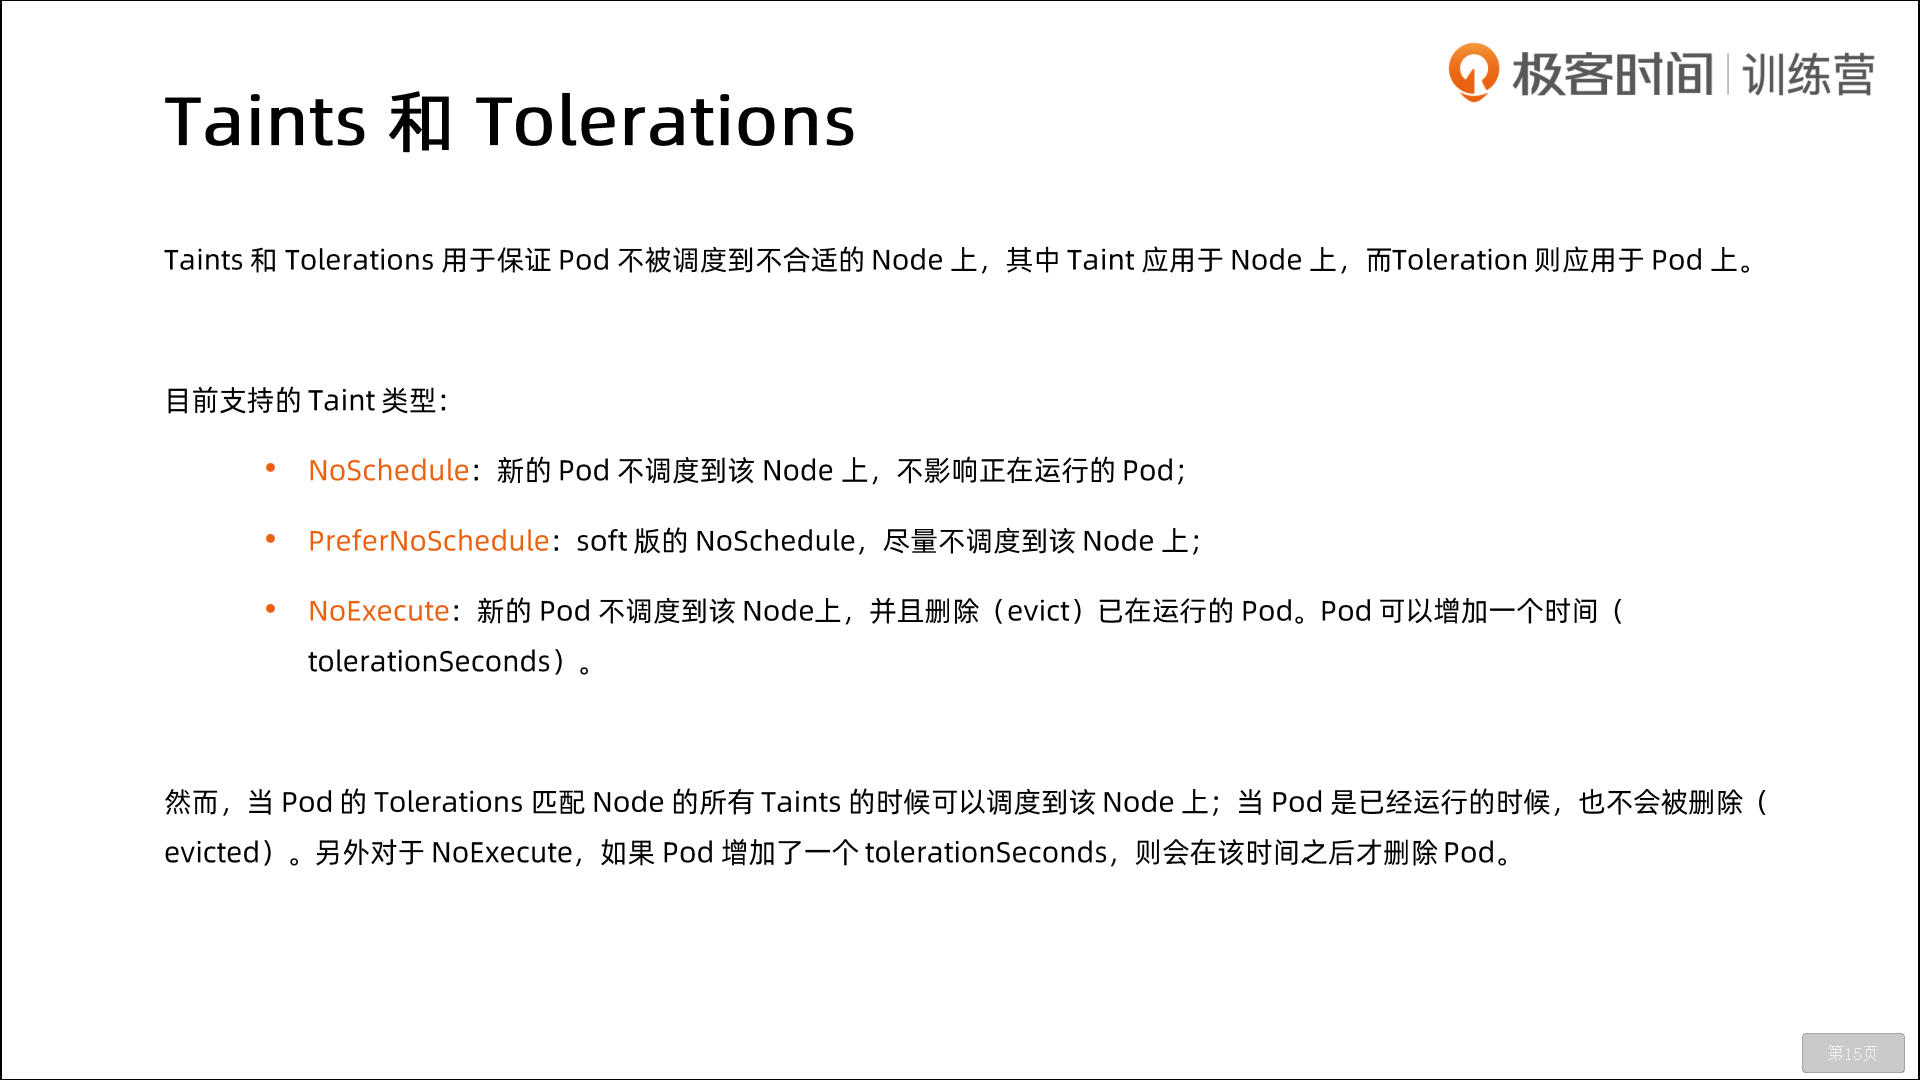 极客时间 训练营
Taints 和 Tolerations
Taints 和 Tolerations 用于保证 Pod 不被调度到不合适的 Node 上，其中 Taint 应用于 Node 上，而Toleration 则应用于 Pod 上。
目前支持的 Taint 类型：
• NoSchedule：新的 Pod 不调度到该 Node 上，不影响正在运行的 Pod；
• PreferNoSchedule：soft 版的 NoSchedule，尽量不调度到该 Node 上；
• NoExecute：新的 Pod 不调度到该 Node上，并且删除（evict）已在运行的 Pod。Pod 可以增加一个时间（
tolerationSeconds）。
然而，当 Pod 的 Tolerations 匹配 Node 的所有 Taints 的时候可以调度到该 Node 上；当 Pod 是已经运行的时候，也不会被删除（
evicted）。另外对于 NoExecute，如果 Pod 增加了一个 tolerationSeconds，则会在该时间之后才删除 Pod。
第15页